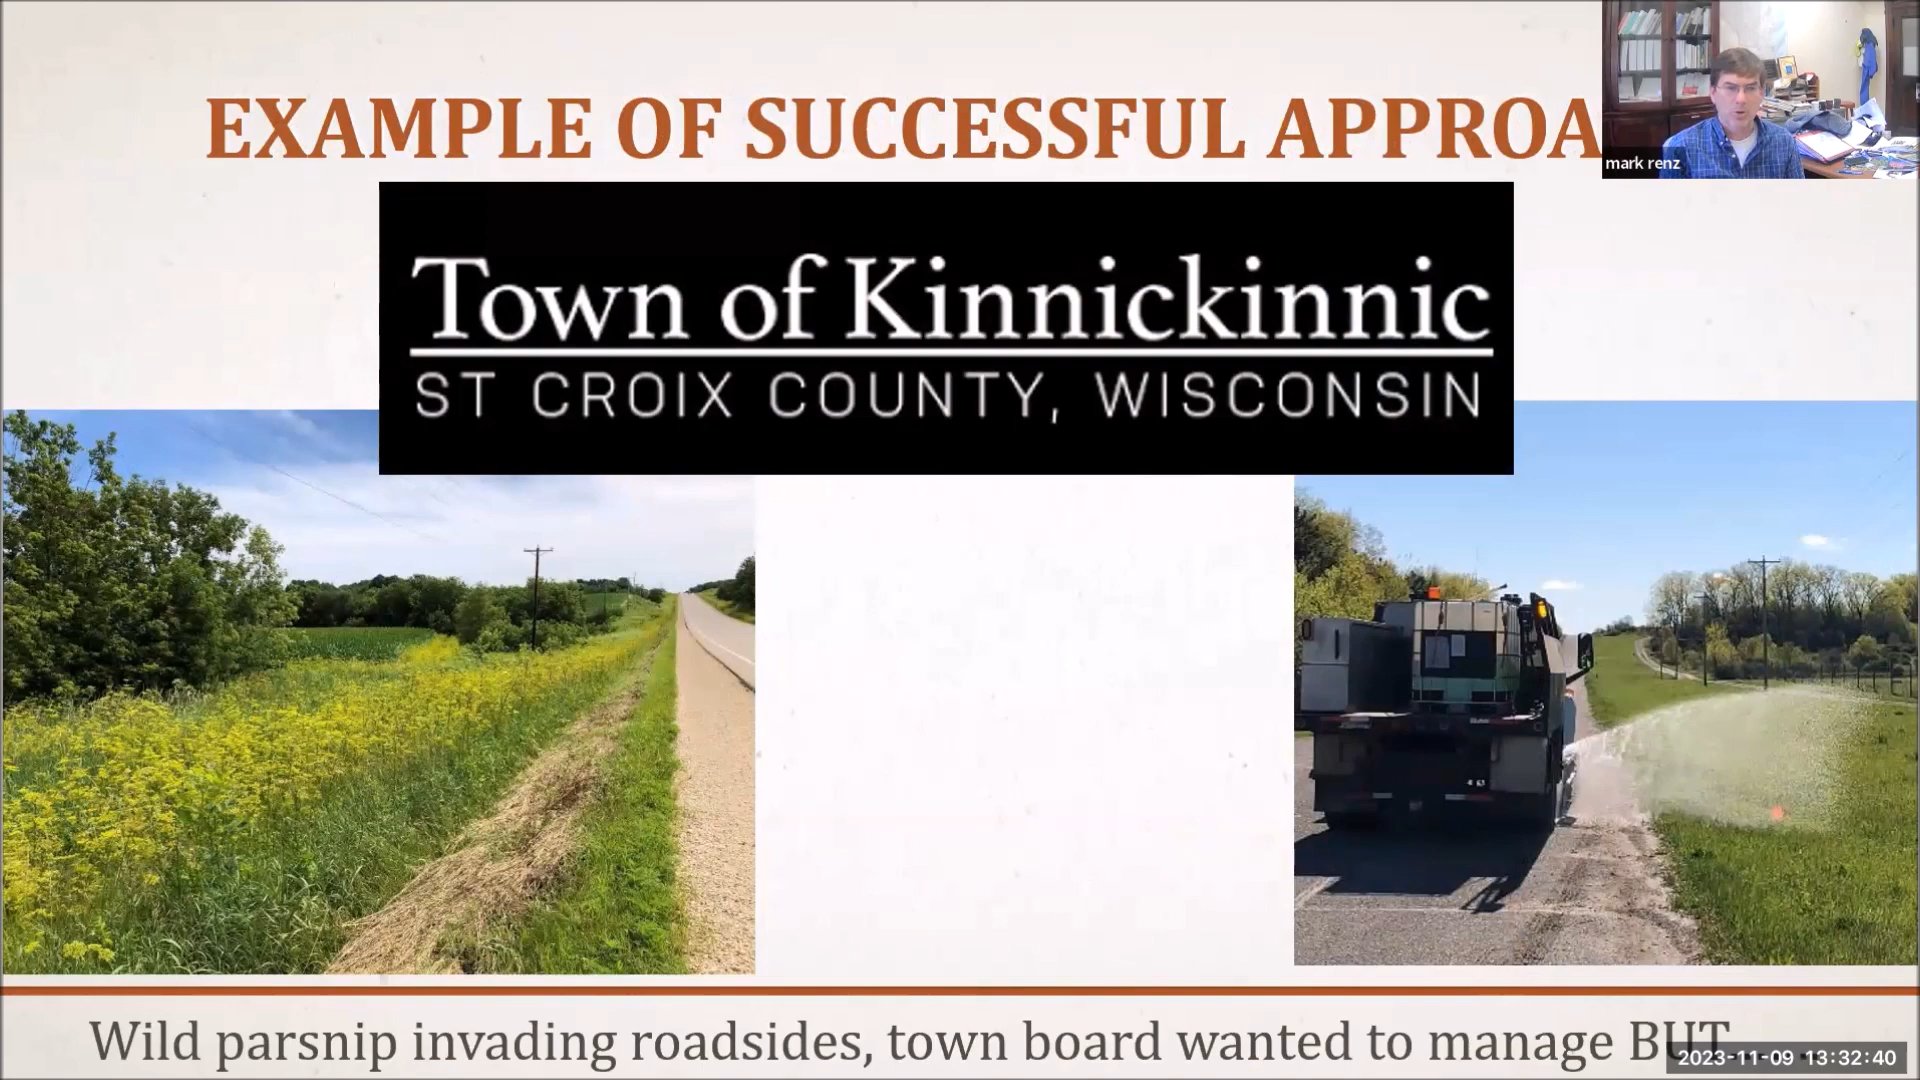 EXAMPLE OF SUCCESSFUL APPROA
mark renz
Town of Kinnickinnic
ST CROIX COUNTY, WISCONSIN
Wild parsnip invading roadsides, town board wanted to manage BUT
2023-11-09 13:32:40